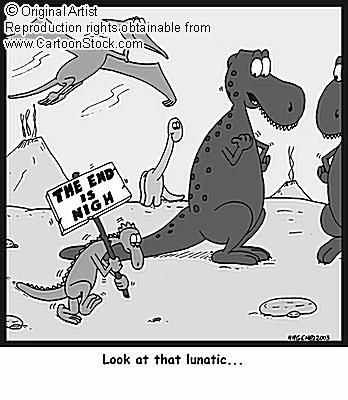 © Original Artist
Reproduction rights obtainable from
www.CartoonStock.com
THE END
IS
NIGH
Look at that lunatic...